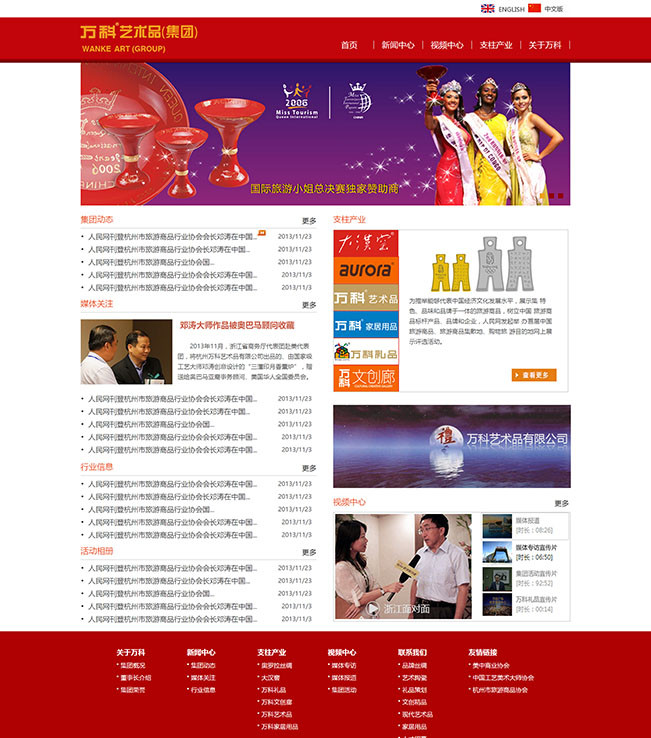 ENGLISH 中文版
万科®艺术品(集团)
WANKE ART (GROUP)
首页 | 新闻中心 | 视频中心 | 支柱产业 | 关于万科 |
2006
Miss Tourism
Queen International
国际旅游小姐总决赛独家赞助商
集团动态 更多
• 人民网刊登杭州市旅游商品行业协会会长邓涛在中国... 2013/11/23
• 人民网刊登杭州市旅游商品行业协会会长邓涛在中国... 2013/11/23
• 人民网刊登杭州市旅游商品行业协会国... 2013/11/23
• 人民网刊登杭州市旅游商品行业协会会长邓涛在中国... 2013/11/3
• 人民网刊登杭州市旅游商品行业协会会长邓涛在中国... 2013/11/3
媒体关注 更多
邓涛大师作品被奥巴马顾问收藏
2013年11月，浙江省商务厅代表团赴美代表
团，将杭州万科艺术品有限公司出品的、由国家级
工艺大师邓涛创意设计的“三潭印月香薰炉”，赠
送给奥巴马亚裔事务顾问、美国华人全国委员会。
• 人民网刊登杭州市旅游商品行业协会会长邓涛在中国... 2013/11/23
• 人民网刊登杭州市旅游商品行业协会会长邓涛在中国... 2013/11/23
• 人民网刊登杭州市旅游商品行业协会国... 2013/11/23
• 人民网刊登杭州市旅游商品行业协会会长邓涛在中国... 2013/11/3
• 人民网刊登杭州市旅游商品行业协会会长邓涛在中国... 2013/11/3
行业信息 更多
• 人民网刊登杭州市旅游商品行业协会会长邓涛在中国... 2013/11/23
• 人民网刊登杭州市旅游商品行业协会会长邓涛在中国... 2013/11/23
• 人民网刊登杭州市旅游商品行业协会国... 2013/11/23
• 人民网刊登杭州市旅游商品行业协会会长邓涛在中国... 2013/11/3
• 人民网刊登杭州市旅游商品行业协会会长邓涛在中国... 2013/11/3
活动相册 更多
• 人民网刊登杭州市旅游商品行业协会会长邓涛在中国... 2013/11/23
• 人民网刊登杭州市旅游商品行业协会会长邓涛在中国... 2013/11/23
• 人民网刊登杭州市旅游商品行业协会国... 2013/11/23
• 人民网刊登杭州市旅游商品行业协会会长邓涛在中国... 2013/11/3
• 人民网刊登杭州市旅游商品行业协会会长邓涛在中国... 2013/11/3
支柱产业
大漢窑
aurora®
万科®艺术品
万科®家居用品
万科®礼品
万科®文创廊
为推举能够代表中国经济文化发展水平，展示集 特
色、品味和品牌于一体的旅游商品，树立中国 旅游商
品标杆产品、品牌和企业，人民网发起举 办首届中国
旅游商品、旅游商品集散地、购物旅 游目的地网上展
示评选活动。
查看更多
禮 万科艺术品有限公司
视频中心 更多
浙江面对面
媒体报道
[时长：08:26]
媒体专访宣传片
[时长：06:50]
集团活动宣传片
[时长：92:52]
万科礼品宣传片
[时长：00:14]
关于万科 新闻中心 支柱产业 视频中心 联系我们 友情链接
* 集团概况 * 集团动态 * 奥罗拉丝绸 * 媒体专访 * 品牌丝绸 * 美中商业协会
* 董事长介绍 * 媒体关注 * 大汉窑 * 媒体报道 * 艺术陶瓷 * 中国工艺美术大师协会
* 集团荣誉 * 行业信息 * 万科礼品 * 集团活动 * 礼品策划 * 杭州市旅游商品协会
* 万科文创廊 * 文创精品
* 万科艺术品 * 现代艺术品
* 万科家居用品 * 家居用品